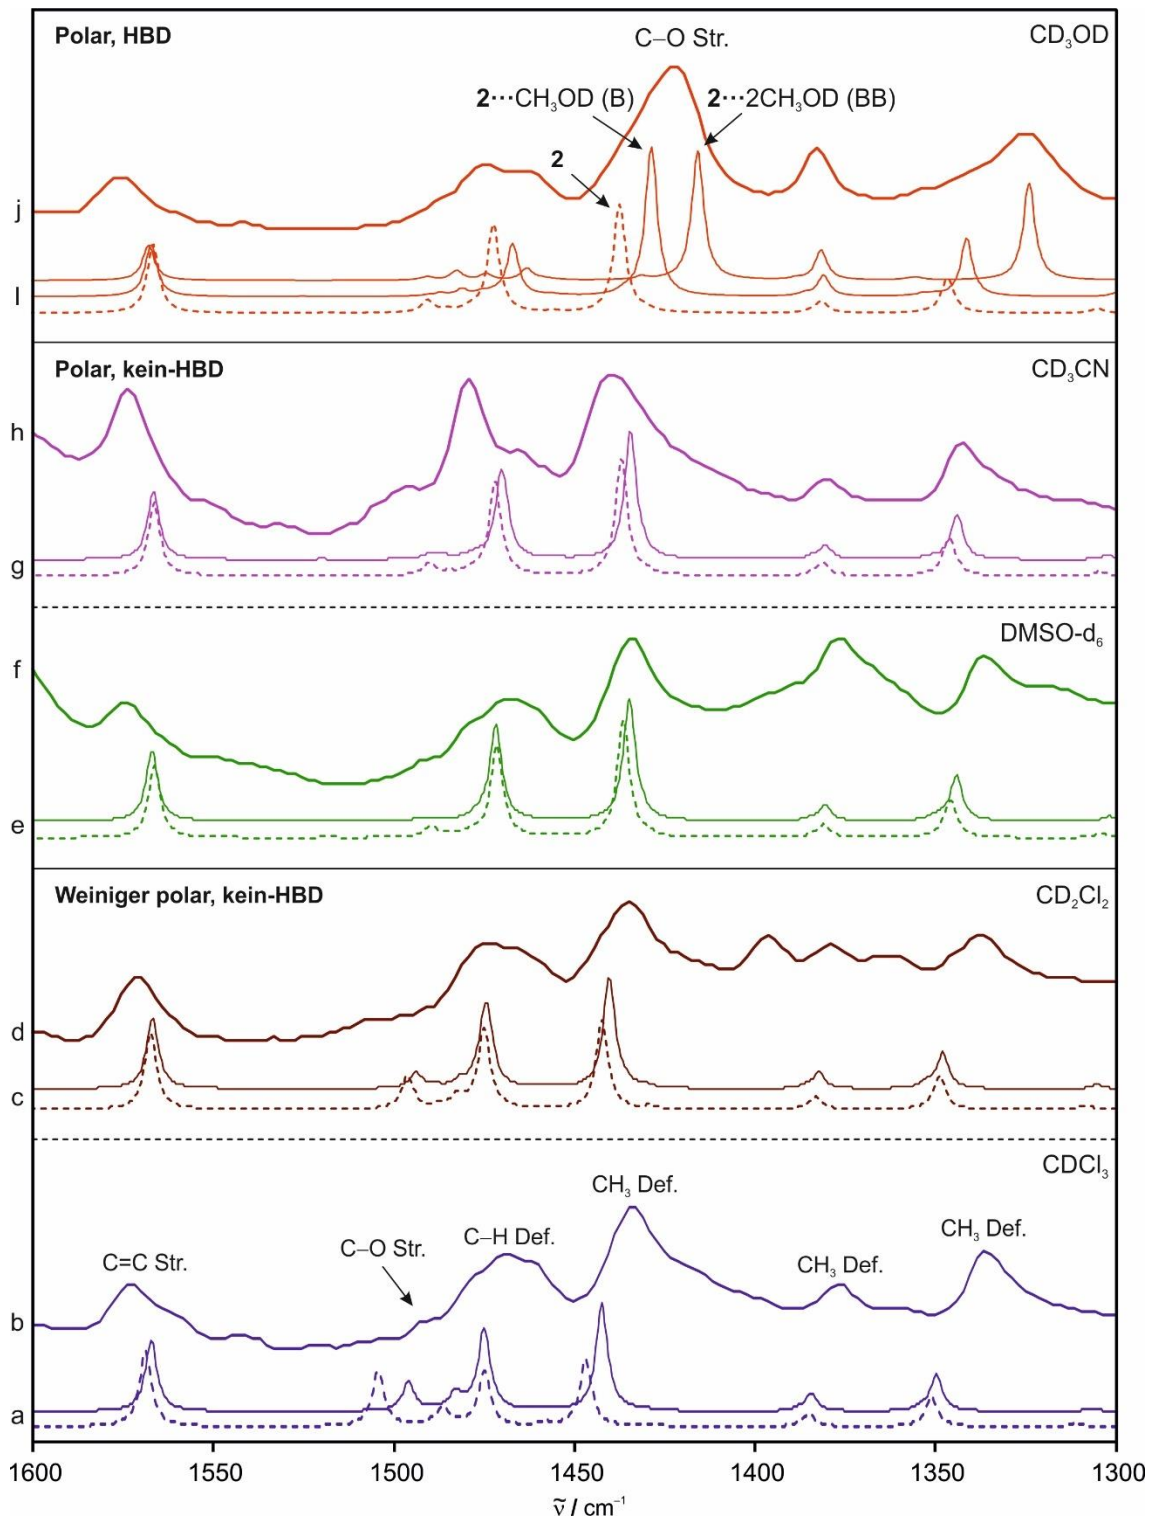 Polar, HBD
C–O Str.
CD₃OD
2···CH₃OD (B)
2···2CH₃OD (BB)
2
j
l
Polar, kein-HBD
CD₃CN
h
g
DMSO-d₆
f
e
Weiniger polar, kein-HBD
CD₂Cl₂
d
c
CDCl₃
CH₃ Def.
C=C Str.
C–O Str.
C–H Def.
CH₃ Def.
CH₃ Def.
b
a
1600 1550 1500 1450 1400 1350 1300
ṽ / cm⁻¹